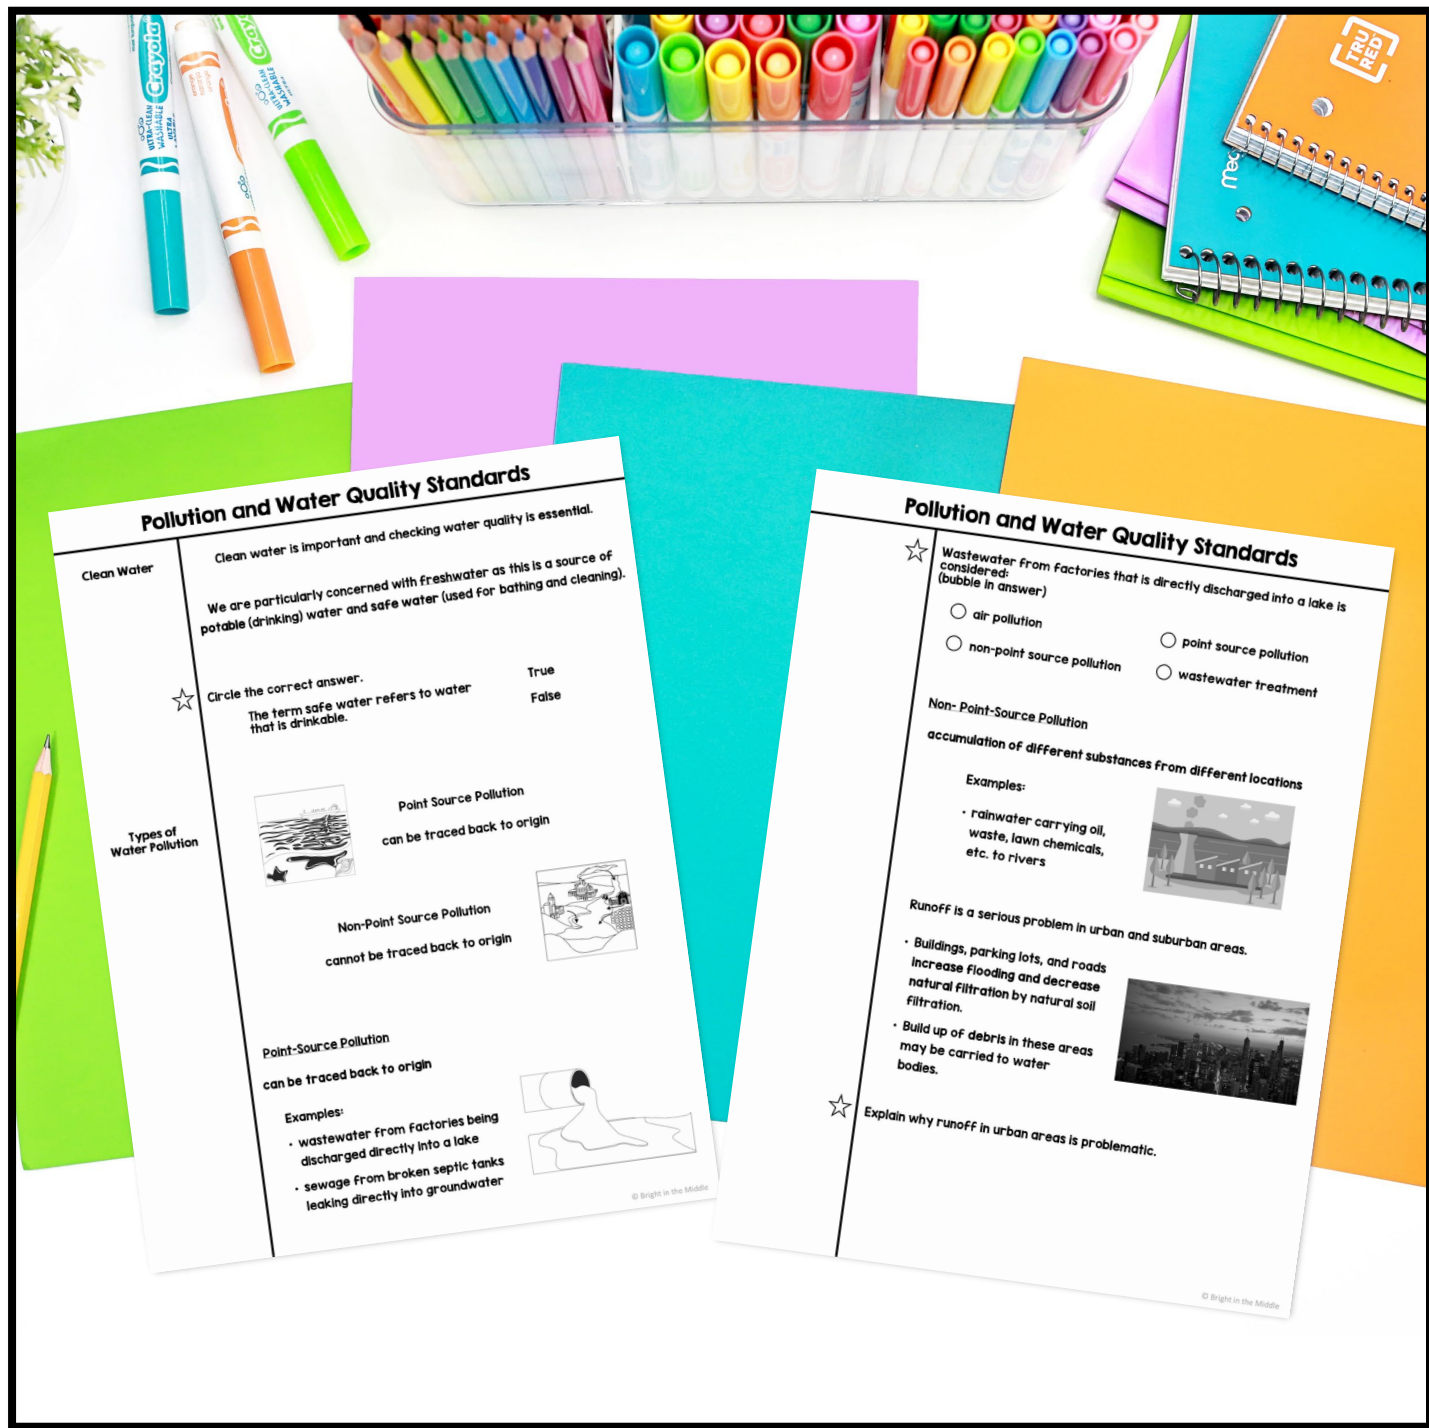 Crayola
ULTRA-CLEAN
WASHABLE
ULTRA
Crayola
ULTRA-CLEAN
WASHABLE
TRU
RED
Pollution and Water Quality Standards
Clean Water
Clean water is important and checking water quality is essential.
We are particularly concerned with freshwater as this is a source of
potable (drinking) water and safe water (used for bathing and cleaning).
Circle the correct answer.
The term safe water refers to water
that is drinkable.
True
False
Types of
Water Pollution
Point Source Pollution
can be traced back to origin
Non-Point Source Pollution
cannot be traced back to origin
Point-Source Pollution
can be traced back to origin
Examples:
• wastewater from factories being
discharged directly into a lake
• sewage from broken septic tanks
leaking directly into groundwater
© Bright in the Middle
Pollution and Water Quality Standards
Wastewater from factories that is directly discharged into a lake is
considered:
(bubble in answer)
air pollution
point source pollution
non-point source pollution
wastewater treatment
Non- Point-Source Pollution
accumulation of different substances from different locations
Examples:
• rainwater carrying oil,
waste, lawn chemicals,
etc. to rivers
Runoff is a serious problem in urban and suburban areas.
• Buildings, parking lots, and roads
increase flooding and decrease
natural filtration by natural soil
filtration.
• Build up of debris in these areas
may be carried to water
bodies.
Explain why runoff in urban areas is problematic.
© Bright in the Middle